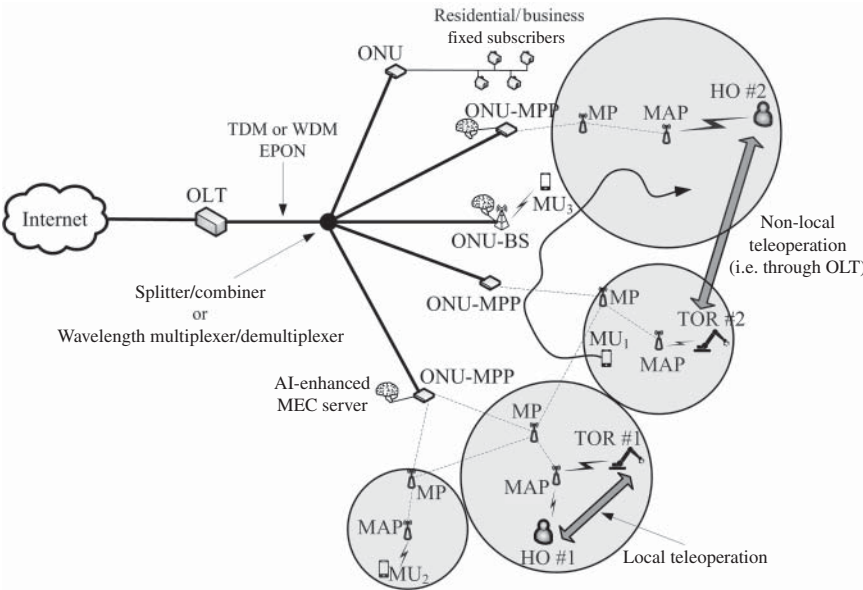 Residential/business
fixed subscribers
ONU
ONU-MPP
MP
MAP
HO #2
TDM or WDM
EPON
OLT
Internet
MU3
ONU-BS
Non-local
teleoperation
(i.e. through OLT)
Splitter/combiner
or
Wavelength multiplexer/demultiplexer
ONU-MPP
MP
TOR #2
MU1
MAP
AI-enhanced
MEC server
ONU-MPP
MP
TOR #1
MAP
MP
MAP
HO #1
Local teleoperation
MU2